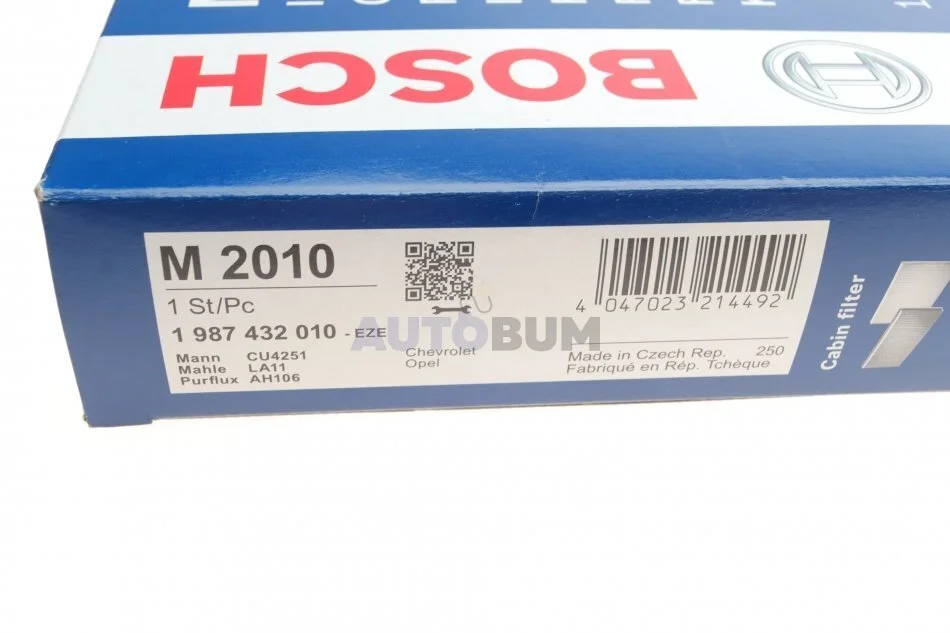 BOSCH
M 2010
1 St/Pc
1 987 432 010 - EZE
Mann CU4251
Mahle LA11
Purflux AH106
Chevrolet
Opel
4 047023 214492
Made in Czech Rep. 250
Fabriqué en Rép. Tchèque
Cabin filter
AUTOBUM